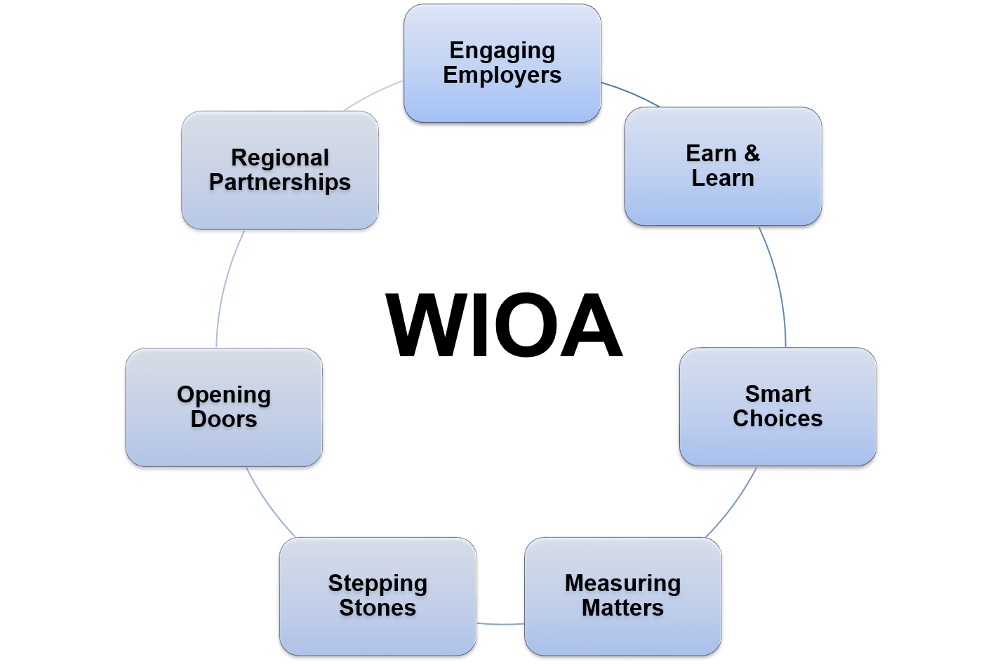 Engaging
Employers
Earn &
Learn
Smart
Choices
Measuring
Matters
Stepping
Stones
Opening
Doors
Regional
Partnerships
WIOA